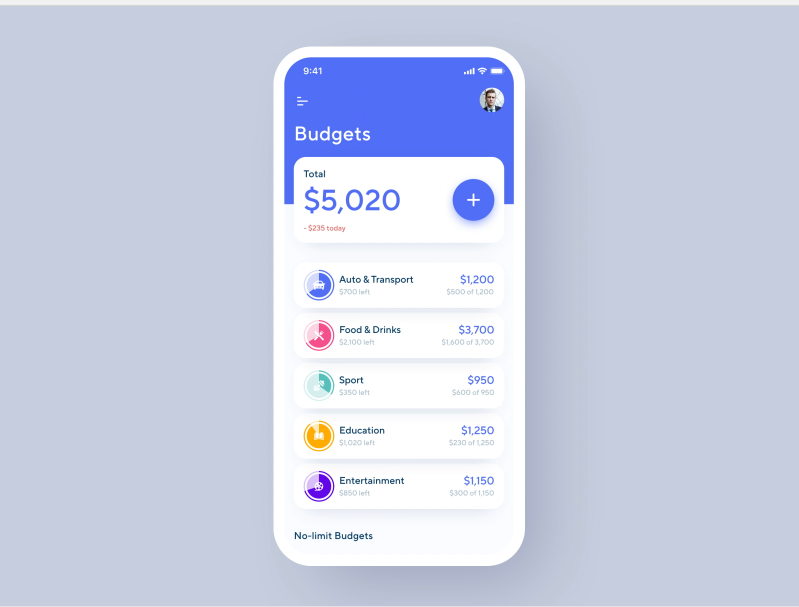 9:41
Budgets
Total
$5,020
- $235 today
Auto & Transport
$1,200
$700 left
$500 of 1,200
Food & Drinks
$3,700
$2,100 left
$1,600 of 3,700
Sport
$950
$350 left
$600 of 950
Education
$1,250
$1,020 left
$230 of 1,250
Entertainment
$1,150
$850 left
$300 of 1,150
No-limit Budgets